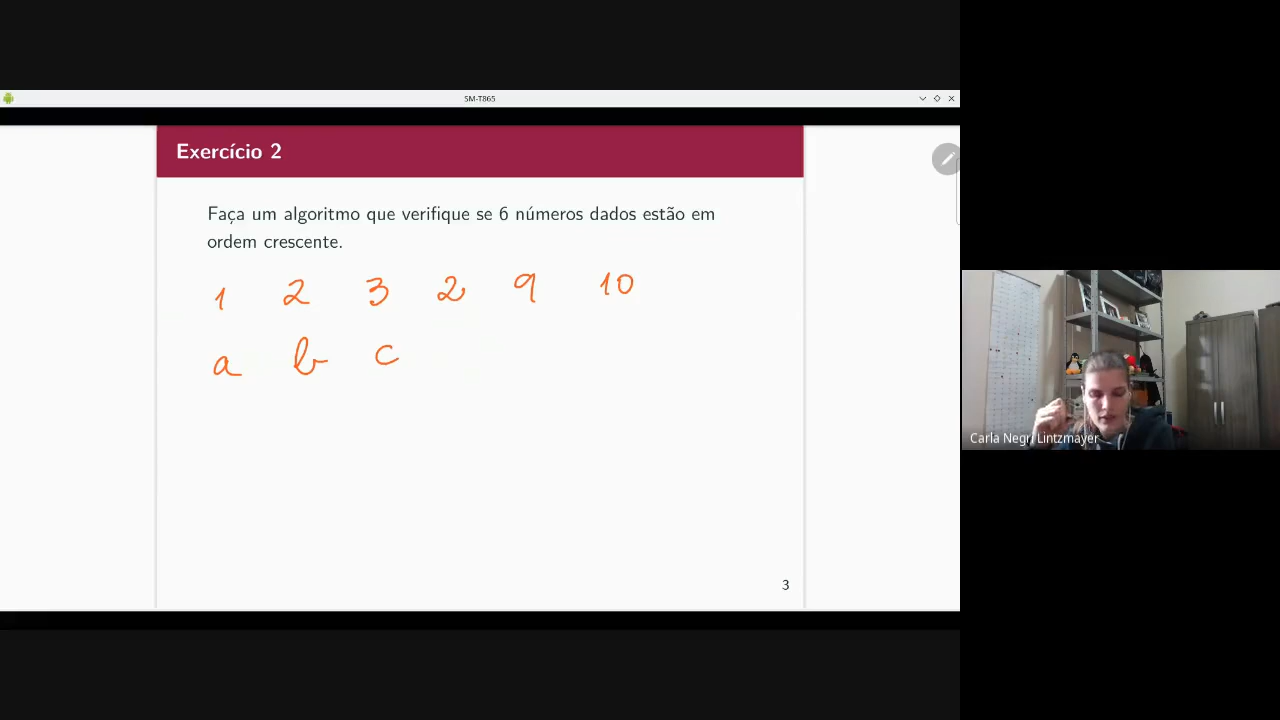 SM-T865
Exercício 2
Faça um algoritmo que verifique se 6 números dados estão em
ordem crescente.
1 2 3 2 9 10
a b c
3
Carla Negri Lintzmayer